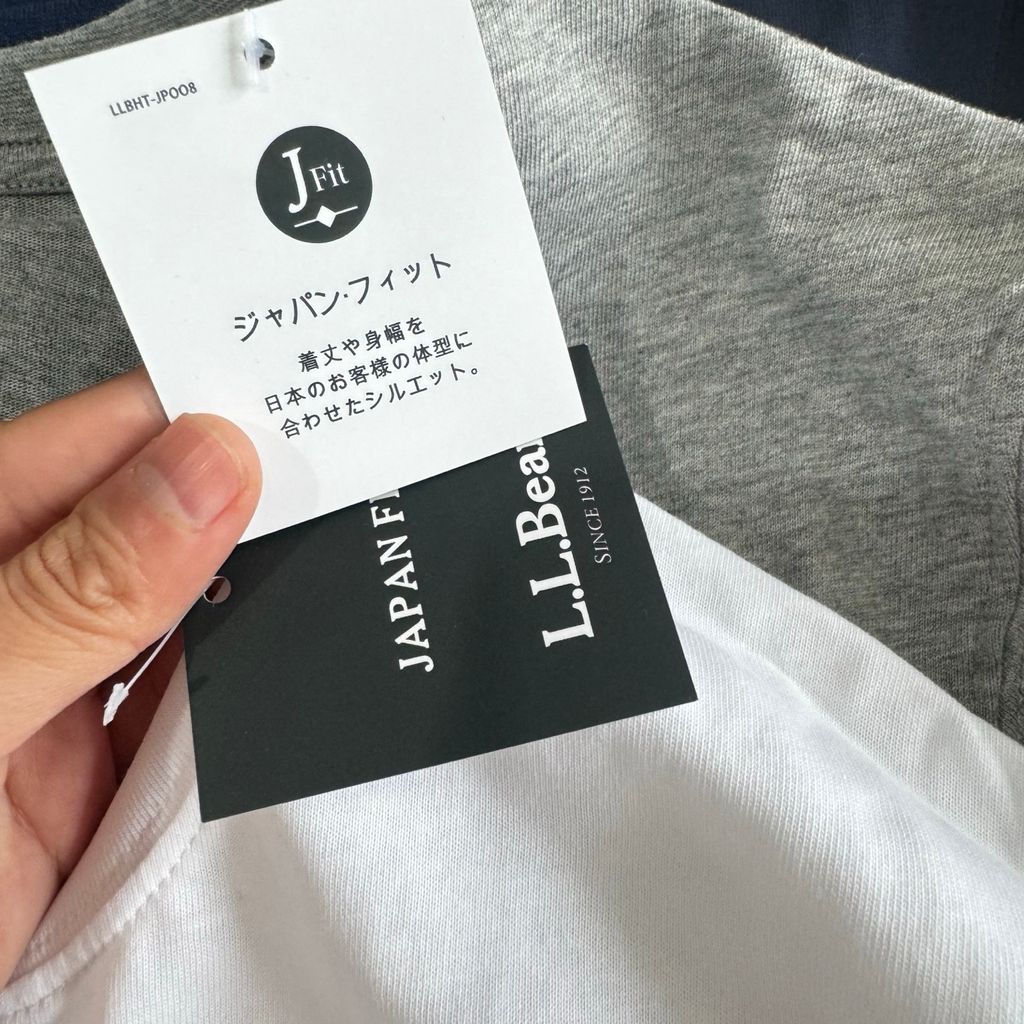 LLBHT-JP008
J Fit
ジャパン·フィット
着丈や身幅を
日本のお客様の体型に
合わせたシルエット。
JAPAN
L.L.Bean
SINCE 1912